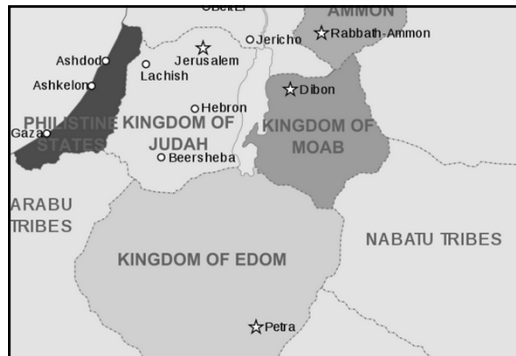 AMMON
Rabbath-Ammon
Jericho
Ashdod
Jerusalem
Lachish
Ashkelon
Dibon
Hebron
Gaza
PHILISTINE
STATES
KINGDOM OF
JUDAH
KINGDOM OF
MOAB
Beersheba
ARABU
TRIBES
NABATU TRIBES
KINGDOM OF EDOM
Petra